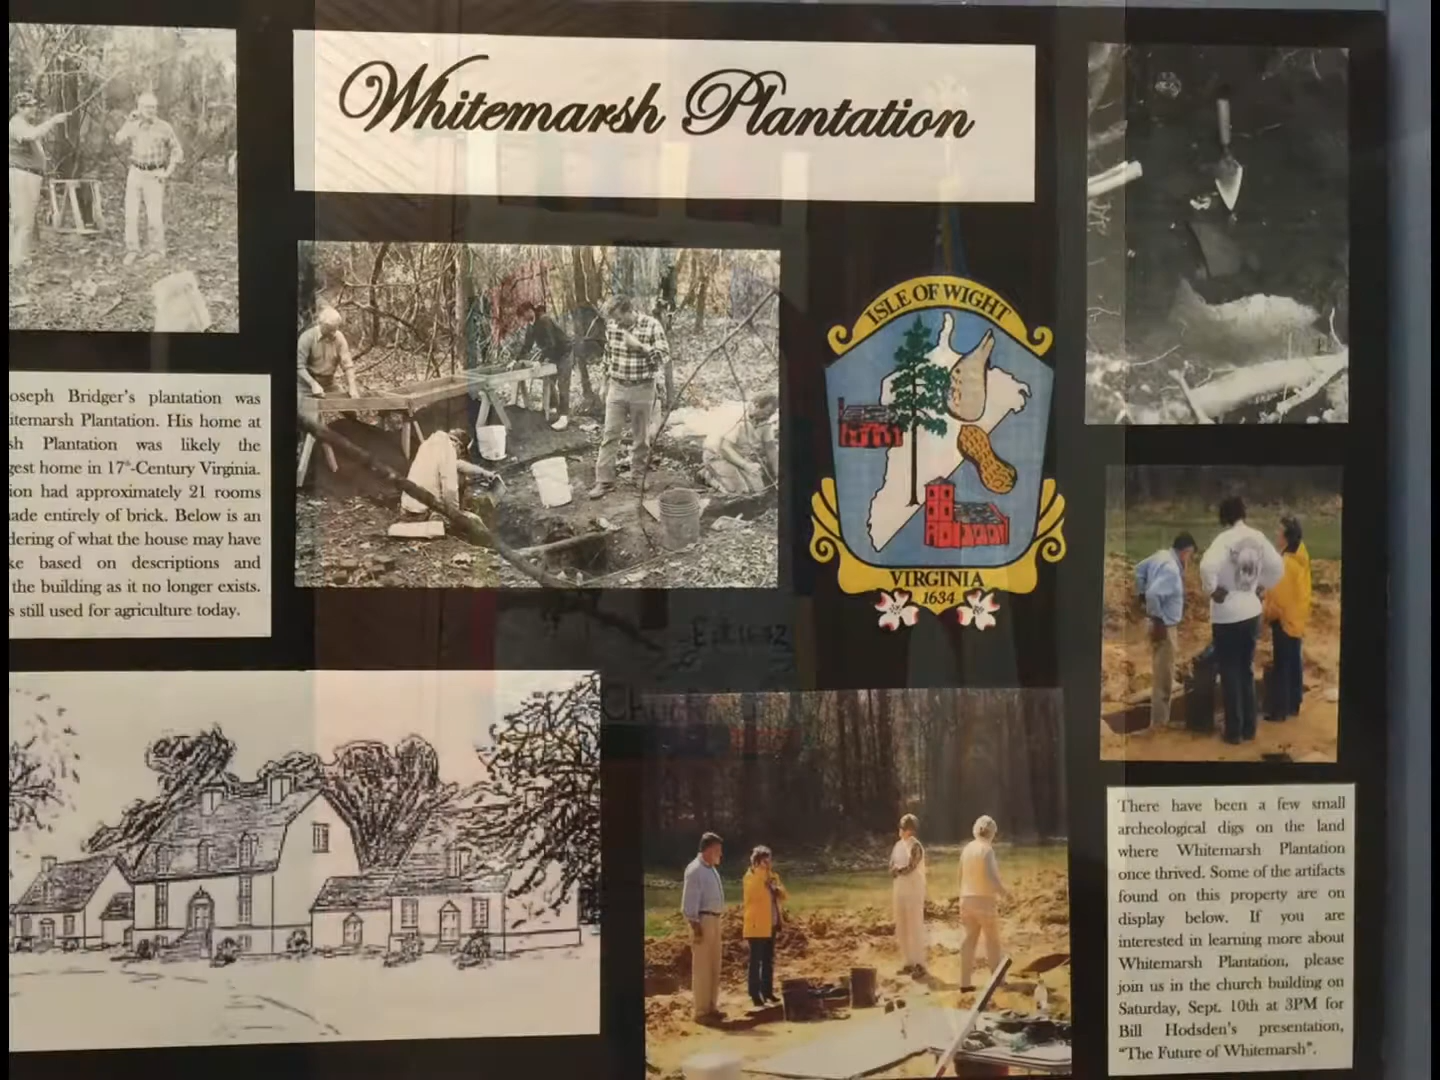 Whitemarsh Plantation
ISLE OF WIGHT
VIRGINIA
1634
oseph Bridger's plantation was
itemarsh Plantation. His home at
sh Plantation was likely the
gest home in 17th-Century Virginia.
ion had approximately 21 rooms
ade entirely of brick. Below is an
dering of what the house may have
ke based on descriptions and
the building as it no longer exists.
s still used for agriculture today.
There have been a few small
archeological digs on the land
where Whitemarsh Plantation
once thrived. Some of the artifacts
found on this property are on
display below. If you are
interested in learning more about
Whitemarsh Plantation, please
join us in the church building on
Saturday, Sept. 10th at 3PM for
Bill Hodsden's presentation,
"The Future of Whitemarsh".